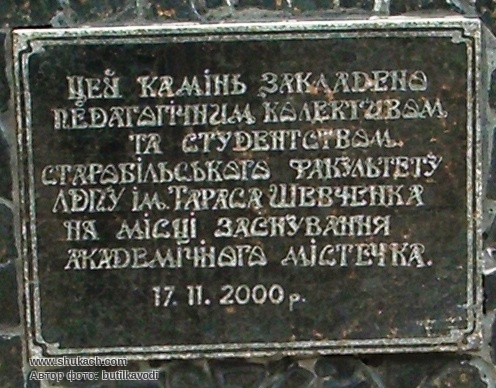 ЦЕЙ КАМІНЬ ЗАКЛАДЕНО
ПЕДАГОГІЧНИМ КОЛЕКТИВОМ
ТА СТУДЕНТСТВОМ
СТАРОБІЛЬСЬКОГО ФАКУЛЬТЕТУ
ЛДПУ ІМ. ТАРАСА ШЕВЧЕНКА
НА МІСЦІ ЗАСНУВАННЯ
АКАДЕМІЧНОГО МІСТЕЧКА.
17. 11. 2000 р.
www.shukach.com
Автор фото: butilkavodi